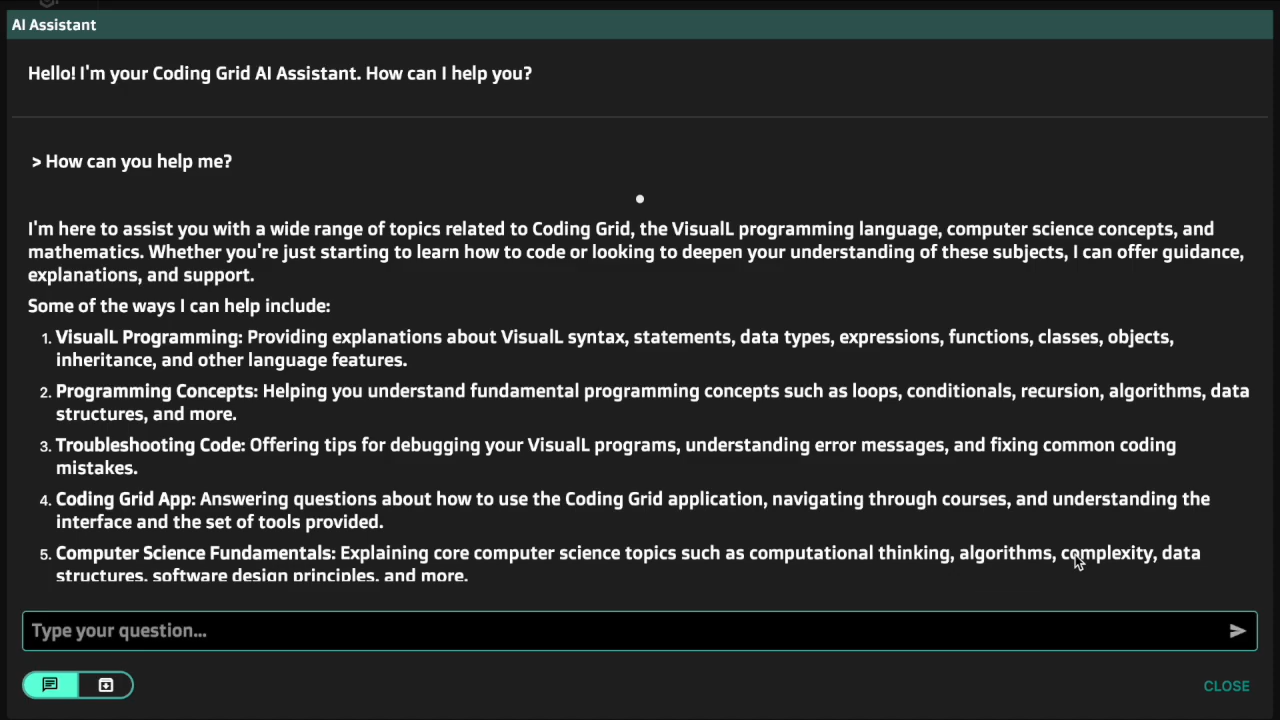 AI Assistant
Hello! I'm your Coding Grid AI Assistant. How can I help you?
> How can you help me?
I'm here to assist you with a wide range of topics related to Coding Grid, the VisualL programming language, computer science concepts, and
mathematics. Whether you're just starting to learn how to code or looking to deepen your understanding of these subjects, I can offer guidance,
explanations, and support.
Some of the ways I can help include:
1. VisualL Programming: Providing explanations about VisualL syntax, statements, data types, expressions, functions, classes, objects,
inheritance, and other language features.
2. Programming Concepts: Helping you understand fundamental programming concepts such as loops, conditionals, recursion, algorithms, data
structures, and more.
3. Troubleshooting Code: Offering tips for debugging your VisualL programs, understanding error messages, and fixing common coding
mistakes.
4. Coding Grid App: Answering questions about how to use the Coding Grid application, navigating through courses, and understanding the
interface and the set of tools provided.
5. Computer Science Fundamentals: Explaining core computer science topics such as computational thinking, algorithms, complexity, data
structures, software design principles, and more.
Type your question...
CLOSE